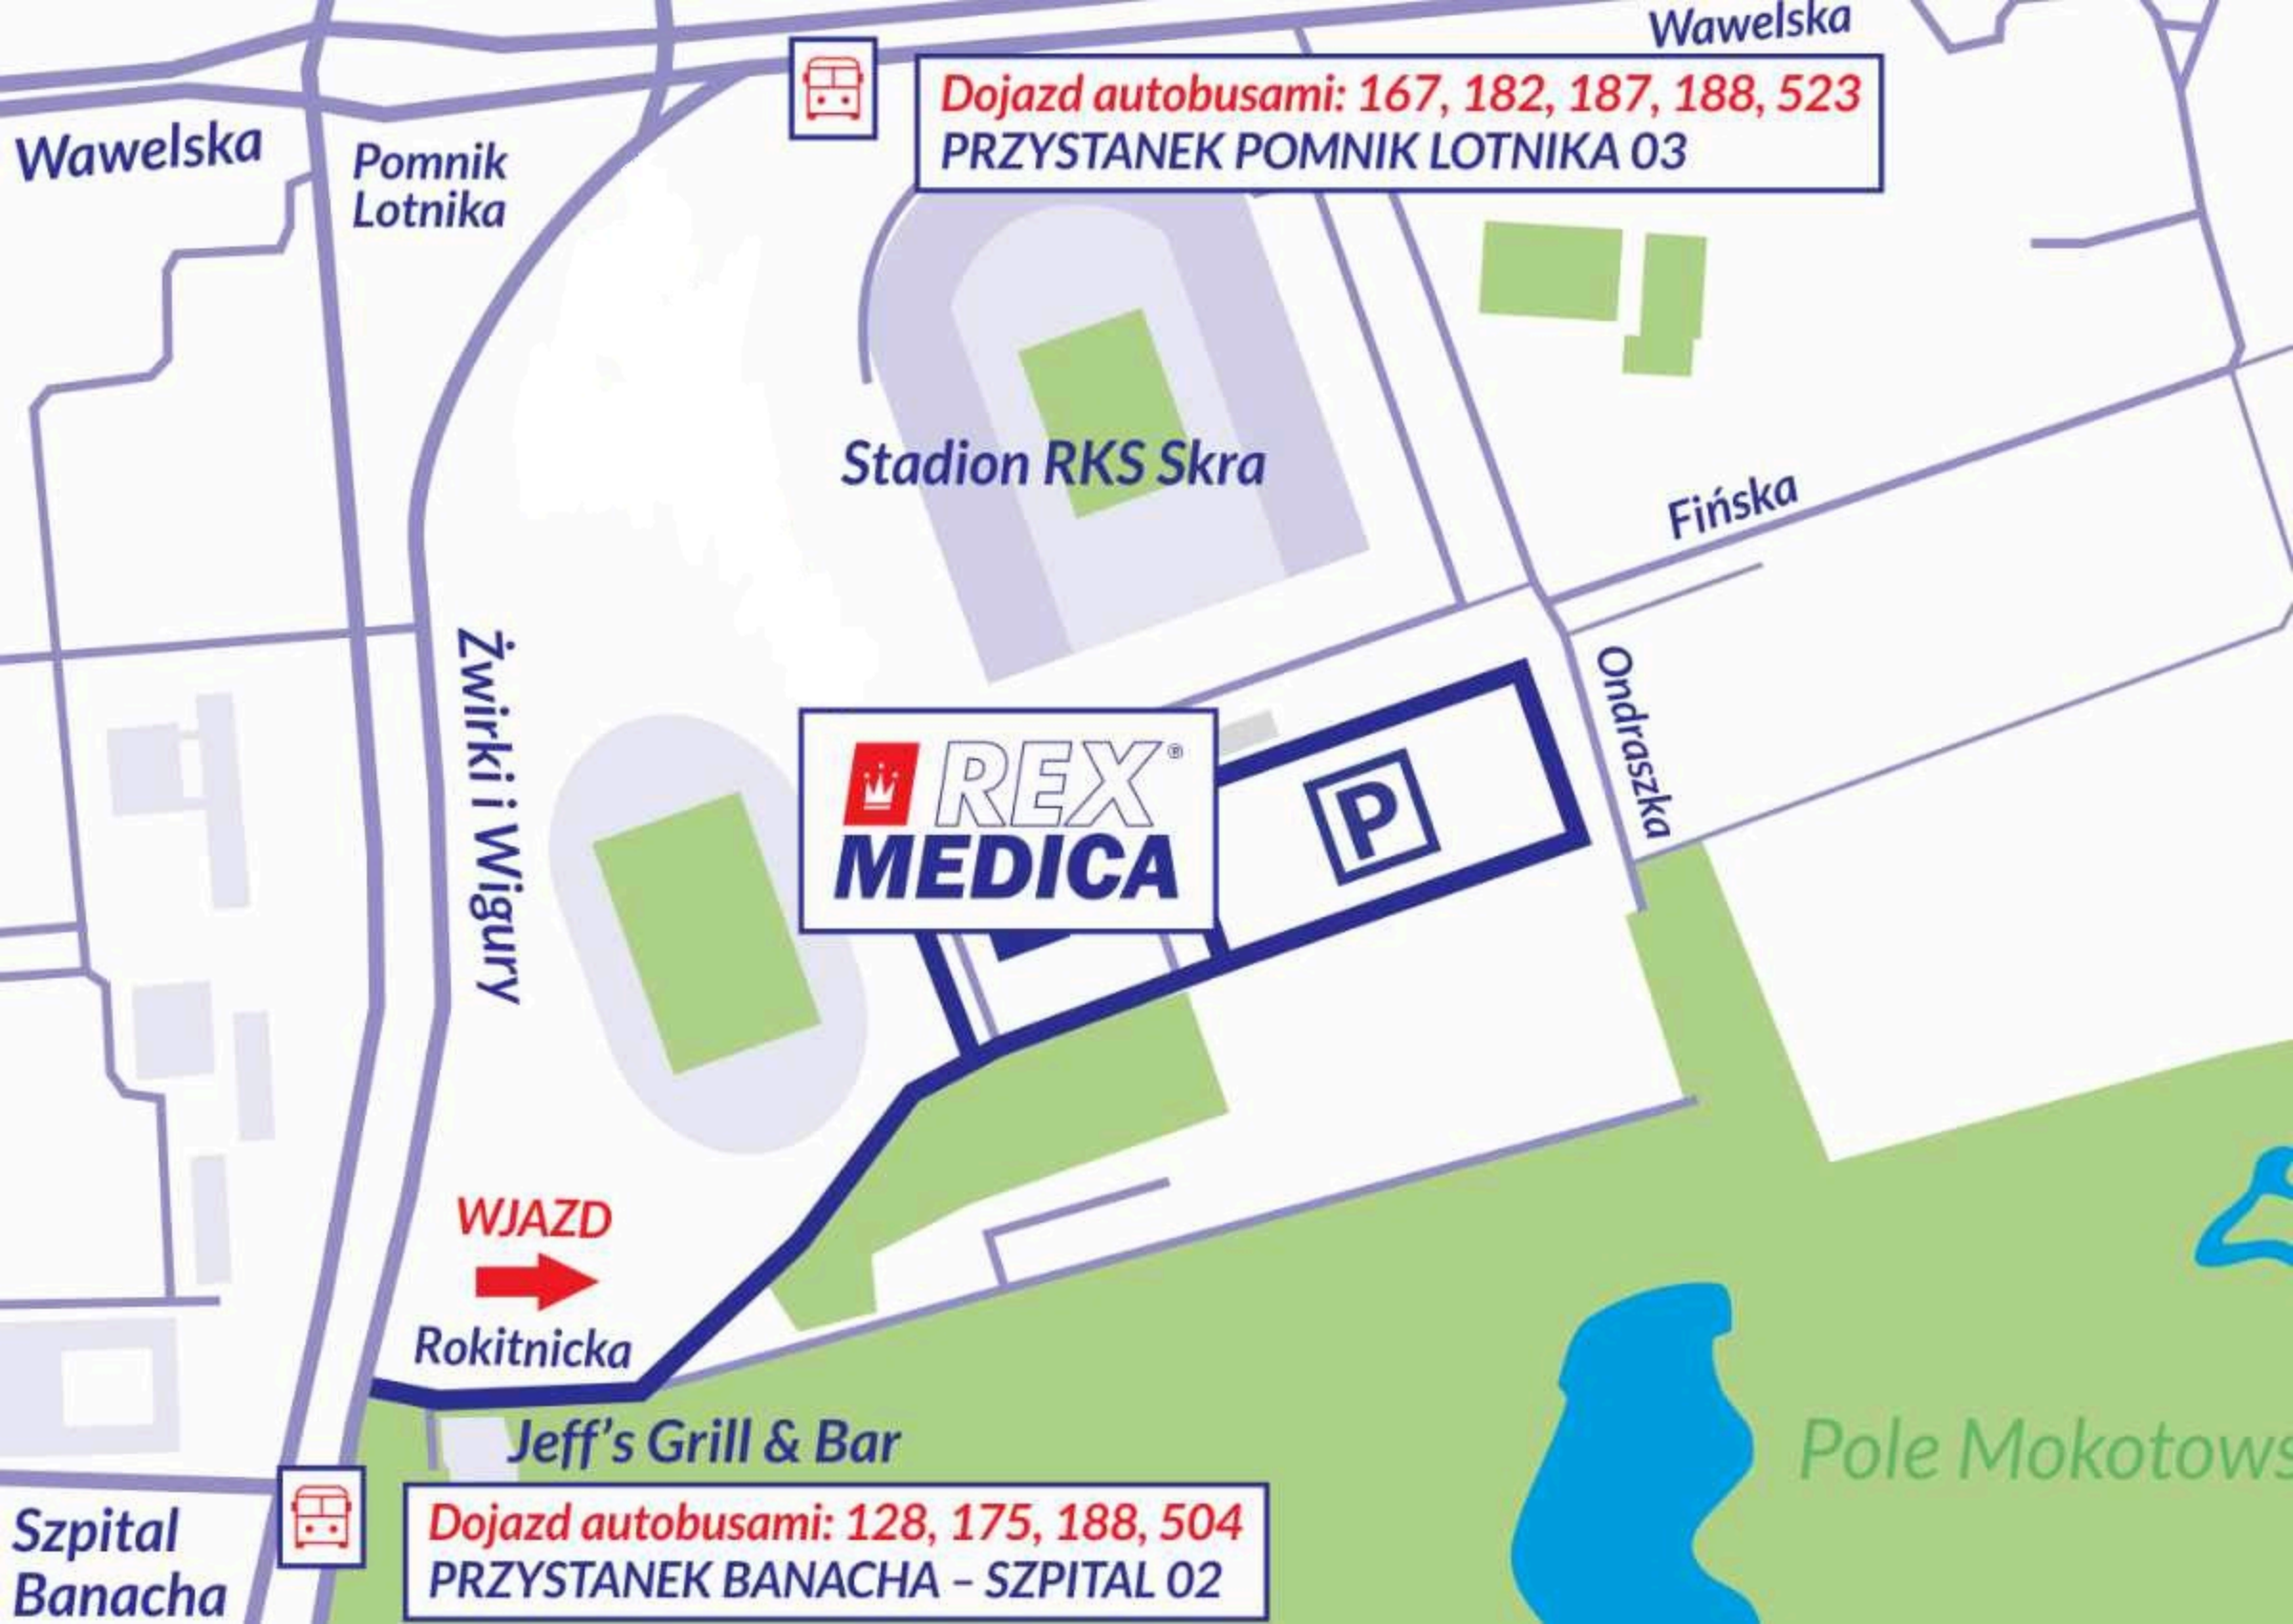 Wawelska
Dojazd autobusami: 167, 182, 187, 188, 523
PRZYSTANEK POMNIK LOTNIKA 03
Wawelska
Pomnik
Lotnika
Stadion RKS Skra
Fińska
Żwirki i Wigury
Ondraszka
REX®
MEDICA
P
WJAZD
Rokitnicka
Jeff's Grill & Bar
Pole Mokotows
Szpital
Banacha
Dojazd autobusami: 128, 175, 188, 504
PRZYSTANEK BANACHA – SZPITAL 02